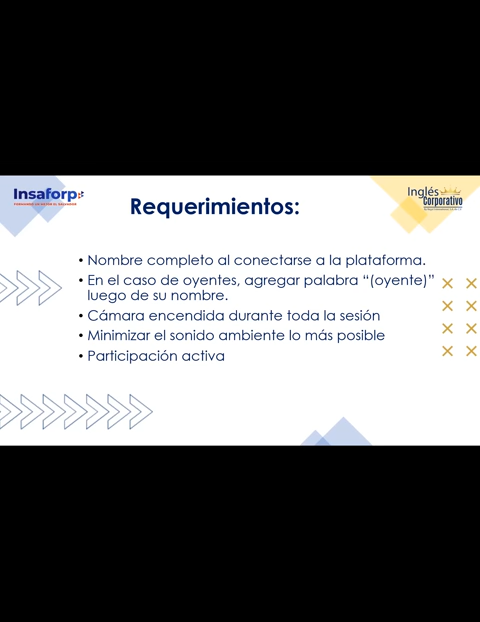 Insaforp
Inglés
Corporativo
Requerimientos:
• Nombre completo al conectarse a la plataforma.
• En el caso de oyentes, agregar palabra “(oyente)”
luego de su nombre.
• Cámara encendida durante toda la sesión
• Minimizar el sonido ambiente lo más posible
• Participación activa